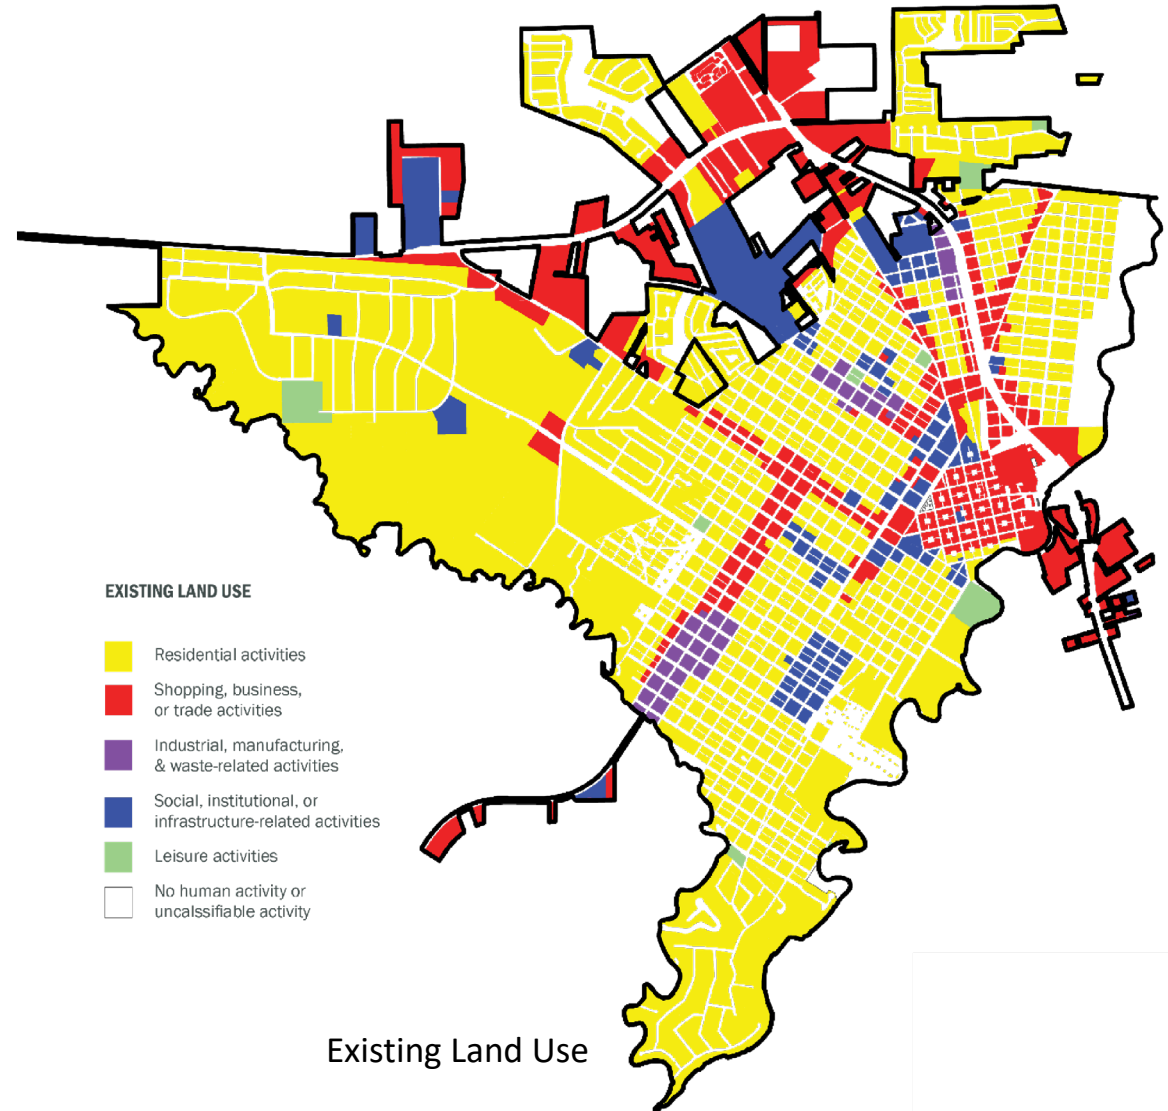 EXISTING LAND USE
Residential activities
Shopping, business,
or trade activities
Industrial, manufacturing,
& waste-related activities
Social, institutional, or
infrastructure-related activities
Leisure activities
No human activity or
uncalssifiable activity
Existing Land Use